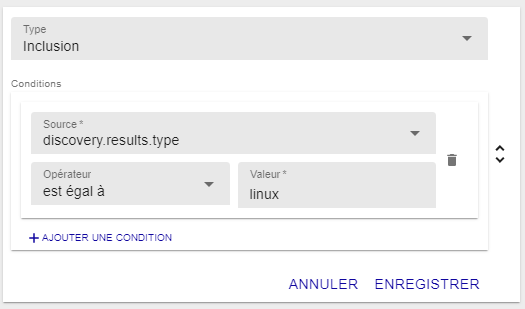 Type
Inclusion
Conditions
Source *
discovery.results.type
Opérateur
est égal à
Valeur *
linux
+ AJOUTER UNE CONDITION
ANNULER
ENREGISTRER